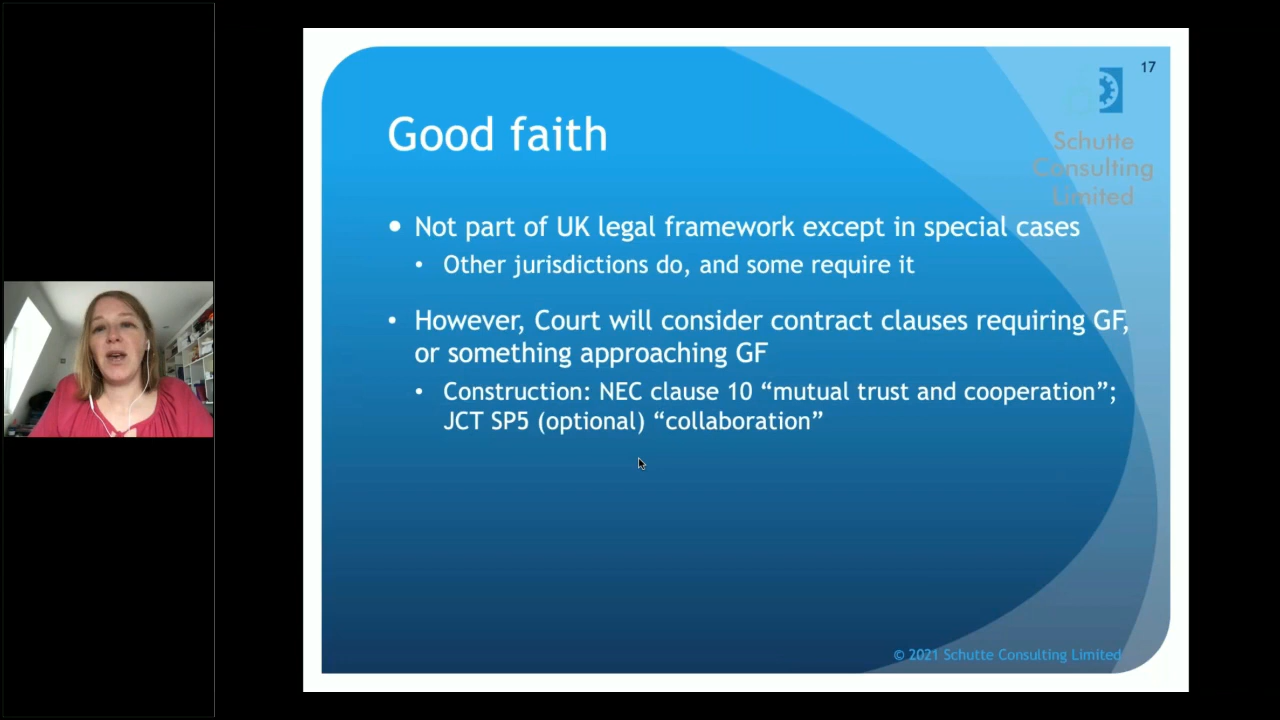 17
Schutte
Consulting
Limited
Good faith
Not part of UK legal framework except in special cases
Other jurisdictions do, and some require it
However, Court will consider contract clauses requiring GF,
or something approaching GF
Construction: NEC clause 10 “mutual trust and cooperation”;
JCT SP5 (optional) “collaboration”
© 2021 Schutte Consulting Limited